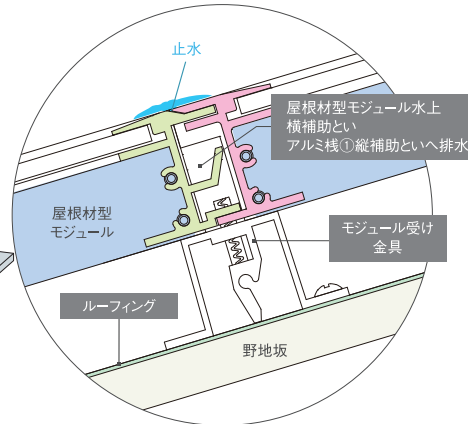 止水
屋根材型モジュール水上
横補助とい
アルミ桟①縦補助といへ排水
屋根材型
モジュール
モジュール受け
金具
ルーフィング
野地坂